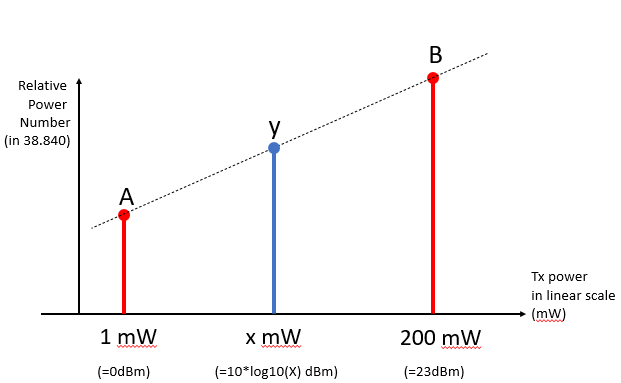 B
Relative
Power
Number
(in 38.840)
y
A
Tx power
in linear scale
(mW)
1 mW
x mW
200 mW
(=0dBm)
(=10*log10(X) dBm)
(=23dBm)